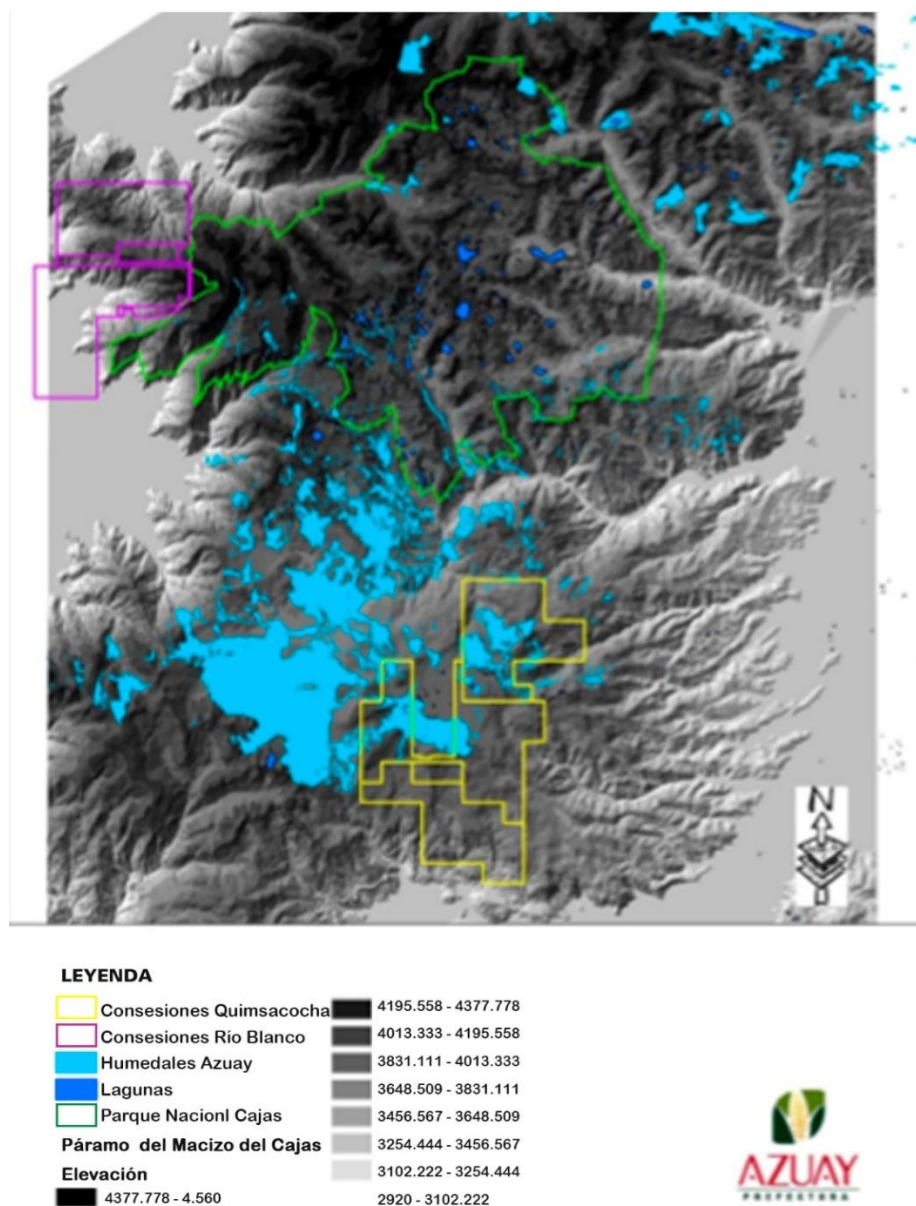 N
LEYENDA
Consesiones Quimsacocha
Consesiones Río Blanco
Humedales Azuay
Lagunas
Parque Nacionl Cajas
Páramo del Macizo del Cajas
Elevación
4377.778 - 4.560
4195.558 - 4377.778
4013.333 - 4195.558
3831.111 - 4013.333
3648.509 - 3831.111
3456.567 - 3648.509
3254.444 - 3456.567
3102.222 - 3254.444
2920 - 3102.222
AZUAY
PREFECTURA